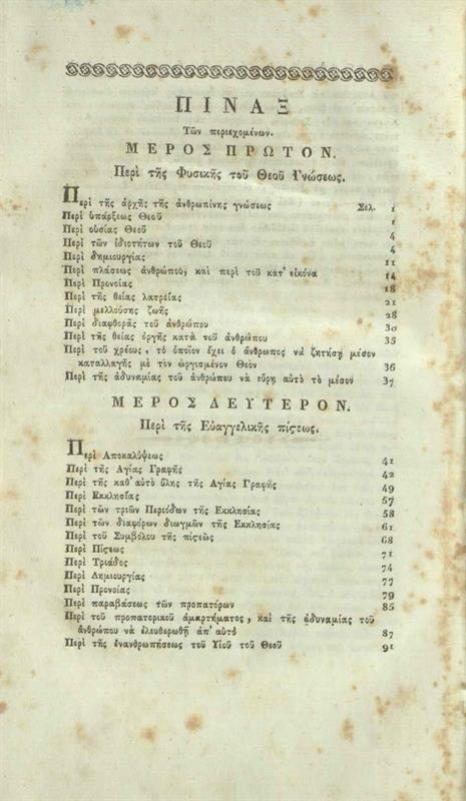 ΠΙΝΑΞ
Τῶν περιεχομένων.
ΜΕΡΟΣ ΠΡΩΤΟΝ.
Περὶ τῆς Φυσικῆς τοῦ Θεοῦ Γνώσεως.
Περὶ τῆς ἀρχῆς τῆς ἀνθρωπίνης γνώσεως Σελ. 1
Περὶ ὑπάρξεως Θεοῦ 1
Περὶ οὐσίας Θεοῦ 4
Περὶ τῶν ἰδιοτήτων τοῦ Θεοῦ 4
Περὶ δημιουργίας 11
Περὶ πλάσεως ἀνθρώπου, καὶ περὶ τοῦ κατ' εἰκόνα 14
Περὶ Προνοίας 18
Περὶ τῆς θείας λατρείας 21
Περὶ μελλούσης ζωῆς 28
Περὶ διαφθορᾶς τοῦ ἀνθρώπου 30
Περὶ τῆς θείας ὀργῆς κατὰ τοῦ ἀνθρώπου 35
Περὶ τοῦ χρέως, τὸ ὁποῖον ἔχει ὁ ἄνθρωπος νὰ ζητήσῃ μέσον
καταλλαγῆς μὲ τὸν ὠργισμένον Θεὸν 36
Περὶ τῆς ἀδυναμίας τοῦ ἀνθρώπου νὰ εὕρῃ αὐτὸ τὸ μέσον 37
ΜΕΡΟΣ ΔΕΥΤΕΡΟΝ.
Περὶ τῆς Εὐαγγελικῆς πίϛεως.
Περὶ Ἀποκαλύψεως 41
Περὶ τῆς Ἁγίας Γραφῆς 42
Περὶ τῆς καθ' αὑτὸ ὕλης τῆς Ἁγίας Γραφῆς 49
Περὶ Εκκλησίας 57
Περὶ τῶν τριῶν Περιόδων τῆς Εκκλησίας 58
Περὶ τῶν διαφόρων διωγμῶν τῆς Εκκλησίας 61
Περὶ τοῦ Συμβόλου τῆς πίϛεὼς 68
Περὶ Πίϛεως 71
Περὶ Τριάδος 74
Περὶ Δημιουργίας 77
Περὶ Προνοίας 79
Περὶ παραβάσεως τῶν προπατόρων 85
Περὶ τοῦ προπατορικοῦ ἁμαρτήματος, καὶ τῆς ἀδυναμίας τοῦ
ἀνθρώπου νὰ ἐλευθερωθῇ ἀπ' αὐτὸ 87
Περὶ τῆς ἐνανθρωπήσεως τοῦ Υἱοῦ τοῦ Θεοῦ 91